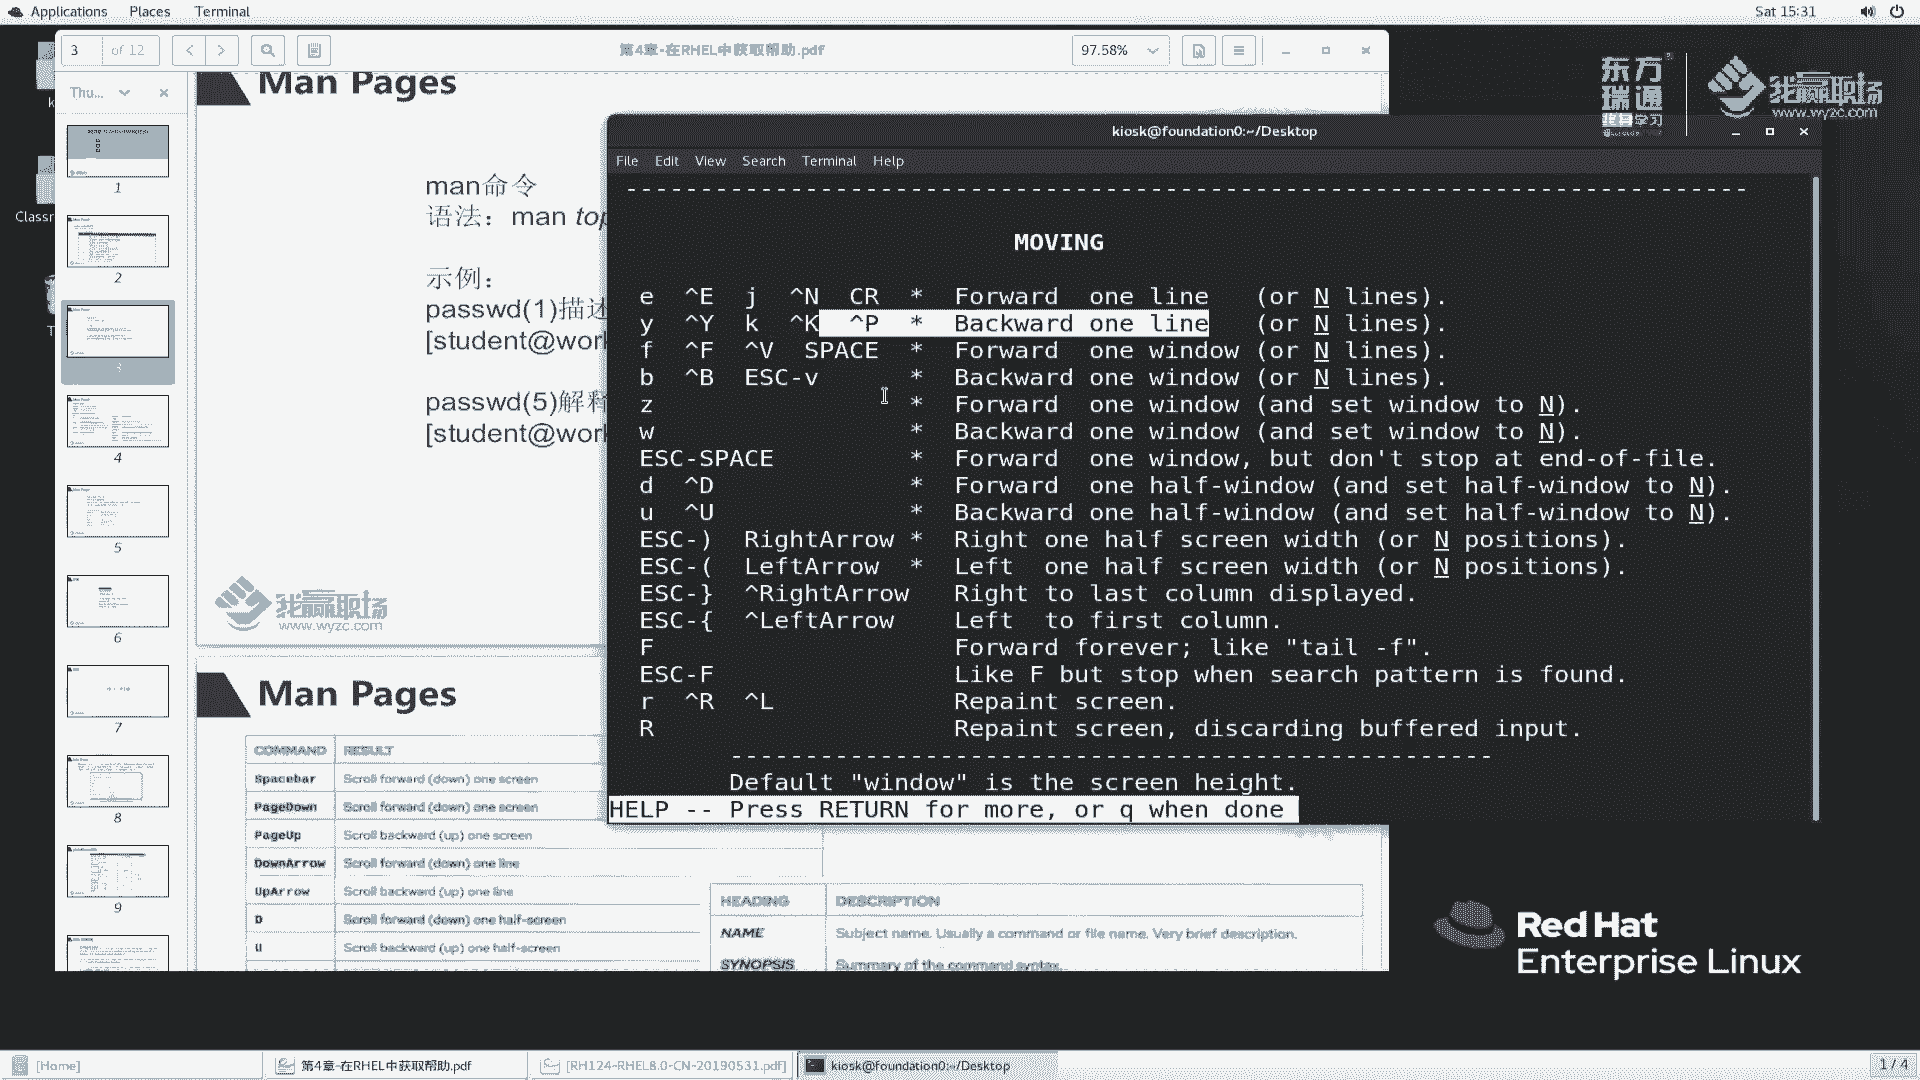 Applications Places Terminal
Sat 15:31
3 of 12
第4章-在RHEL中获取帮助.pdf
97.58%
Thu...
1
2
3
4
5
6
7
8
9
Man Pages
man命令
语法：man
示例：
passwd(1)描述
passwd(5)解释
我赢职场
www.wyzc.com
Man Pages
COMMAND RESULT
Spacebar Scroll forward (down) one screen
PageDown Scroll forward (down) one screen
PageUp Scroll backward (up) one screen
DownArrow Scroll forward (down) one line
UpArrow Scroll backward (up) one line
D Scroll forward (down) one half-screen
U Scroll backward (up) one half-screen
HEADING DESCRIPTION
NAME Subject name. Usually a command or file name. Very brief description.
SYNOPSIS Summary of the command syntax.
东方瑞通
我赢职场
www.wyzc.com
kiosk@foundation0:~/Desktop
File Edit View Search Terminal Help
-----------------------------------------------------------
MOVING
e ^E j ^N CR * Forward one line (or N lines).
y ^Y k ^K ^P * Backward one line (or N lines).
f ^F ^V SPACE * Forward one window (or N lines).
b ^B ESC-v * Backward one window (or N lines).
z * Forward one window (and set window to N).
w * Backward one window (and set window to N).
ESC-SPACE * Forward one window, but don't stop at end-of-file.
d ^D * Forward one half-window (and set half-window to N).
u ^U * Backward one half-window (and set half-window to N).
ESC-) RightArrow * Right one half screen width (or N positions).
ESC-( LeftArrow * Left one half screen width (or N positions).
ESC-} ^RightArrow Right to last column displayed.
ESC-{ ^LeftArrow Left to first column.
F Forward forever; like "tail -f".
ESC-F Like F but stop when search pattern is found.
r ^R ^L Repaint screen.
R Repaint screen, discarding buffered input.
---------------------------------------------------
Default "window" is the screen height.
HELP -- Press RETURN for more, or q when done
Red Hat
Enterprise Linux
[Home]
第4章-在RHEL中获取帮助.pdf
[RH124-RHEL8.0-CN-20190531.pdf]
kiosk@foundation0:~/Desktop
1 / 4